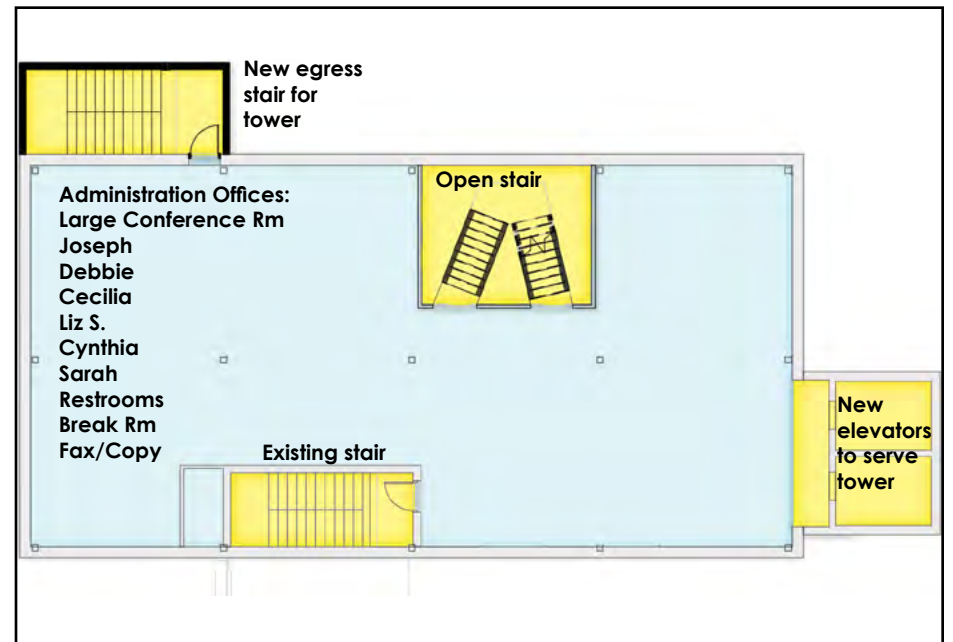 New egress
stair for
tower
Open stair
Administration Offices:
Large Conference Rm
Joseph
Debbie
Cecilia
Liz S.
Cynthia
Sarah
Restrooms
Break Rm
Fax/Copy
Existing stair
New
elevators
to serve
tower